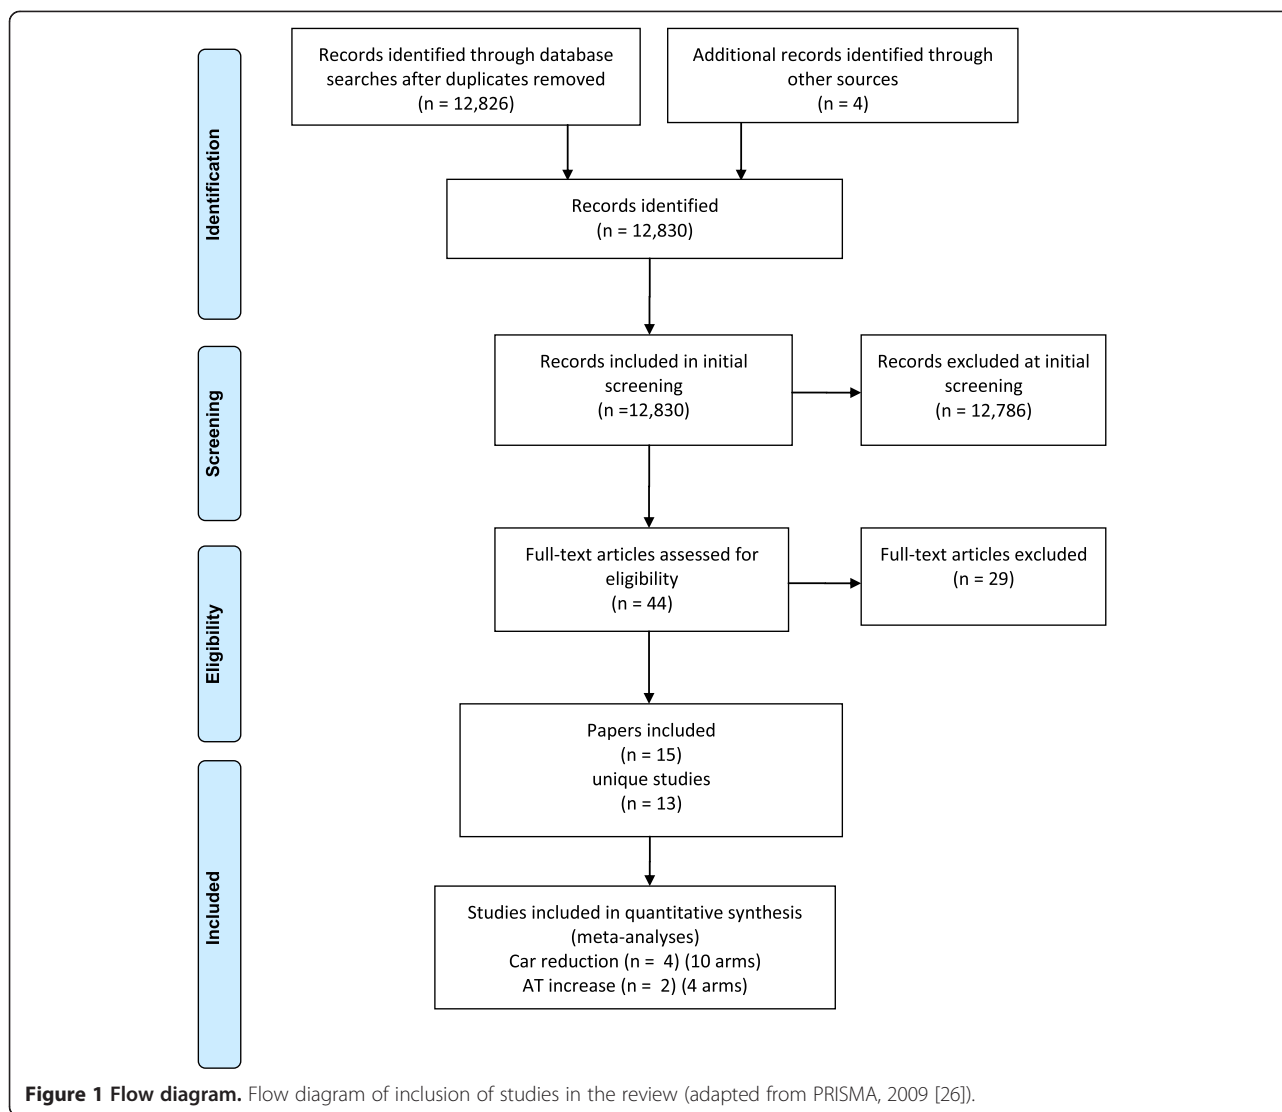 Records identified through database
searches after duplicates removed
(n = 12,826)
Additional records identified through
other sources
(n = 4)
Identification
Records identified
(n = 12,830)
Records included in initial
screening
(n =12,830)
Records excluded at initial
screening
(n = 12,786)
Screening
Full-text articles assessed for
eligibility
(n = 44)
Full-text articles excluded
(n = 29)
Eligibility
Papers included
(n = 15)
unique studies
(n = 13)
Included
Studies included in quantitative synthesis
(meta-analyses)
Car reduction (n =  4) (10 arms)
AT increase (n =  2) (4 arms)
Figure 1 Flow diagram. Flow diagram of inclusion of studies in the review (adapted from PRISMA, 2009 [26]).